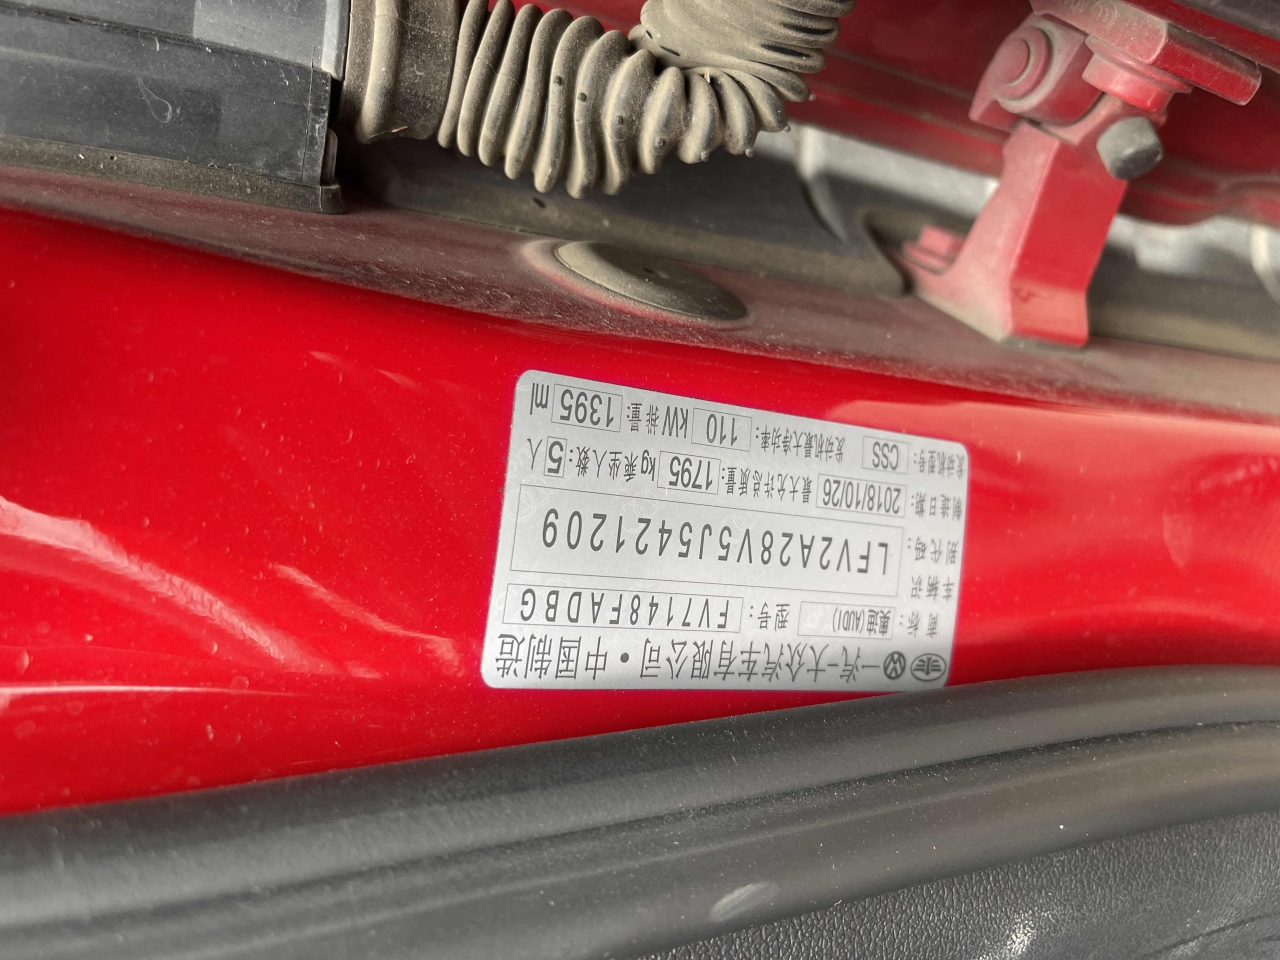 一汽-大众汽车有限公司·中国制造
商标: 奥迪(AUDI) 型号: FV7148FADBG
车辆识别代码: LFV2A28V5J5421209
制造日期: 2018/10/26 最大允许总质量: 1795 kg 乘坐人数: 5 人
发动机型号: CSS 发动机最大净功率: 110 kW 排量: 1395 ml